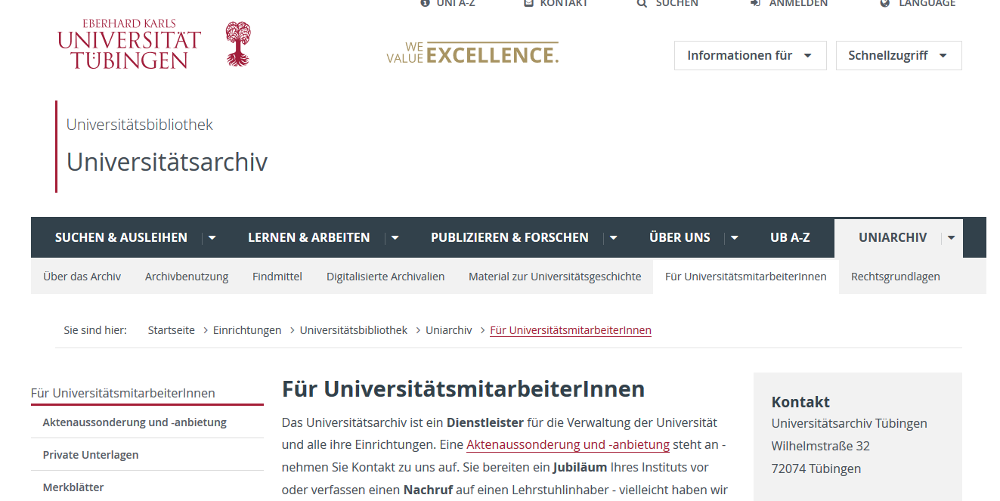 UNI A-Z KONTAKT SUCHEN ANMELDEN LANGUAGE
EBERHARD KARLS
UNIVERSITÄT
TÜBINGEN
WE
VALUE EXCELLENCE.
Informationen für Schnellzugriff
Universitätsbibliothek
Universitätsarchiv
SUCHEN & AUSLEIHEN LERNEN & ARBEITEN PUBLIZIEREN & FORSCHEN ÜBER UNS UB A-Z UNIARCHIV
Über das Archiv Archivbenutzung Findmittel Digitalisierte Archivalien Material zur Universitätsgeschichte Für UniversitätsmitarbeiterInnen Rechtsgrundlagen
Sie sind hier: Startseite > Einrichtungen > Universitätsbibliothek > Uniarchiv > Für UniversitätsmitarbeiterInnen
Für UniversitätsmitarbeiterInnen
Aktenaussonderung und -anbietung
Private Unterlagen
Merkblätter
Für UniversitätsmitarbeiterInnen
Das Universitätsarchiv ist ein Dienstleister für die Verwaltung der Universität
und alle ihre Einrichtungen. Eine Aktenaussonderung und -anbietung steht an -
nehmen Sie Kontakt zu uns auf. Sie bereiten ein Jubiläum Ihres Instituts vor
oder verfassen einen Nachruf auf einen Lehrstuhlinhaber - vielleicht haben wir
Kontakt
Universitätsarchiv Tübingen
Wilhelmstraße 32
72074 Tübingen